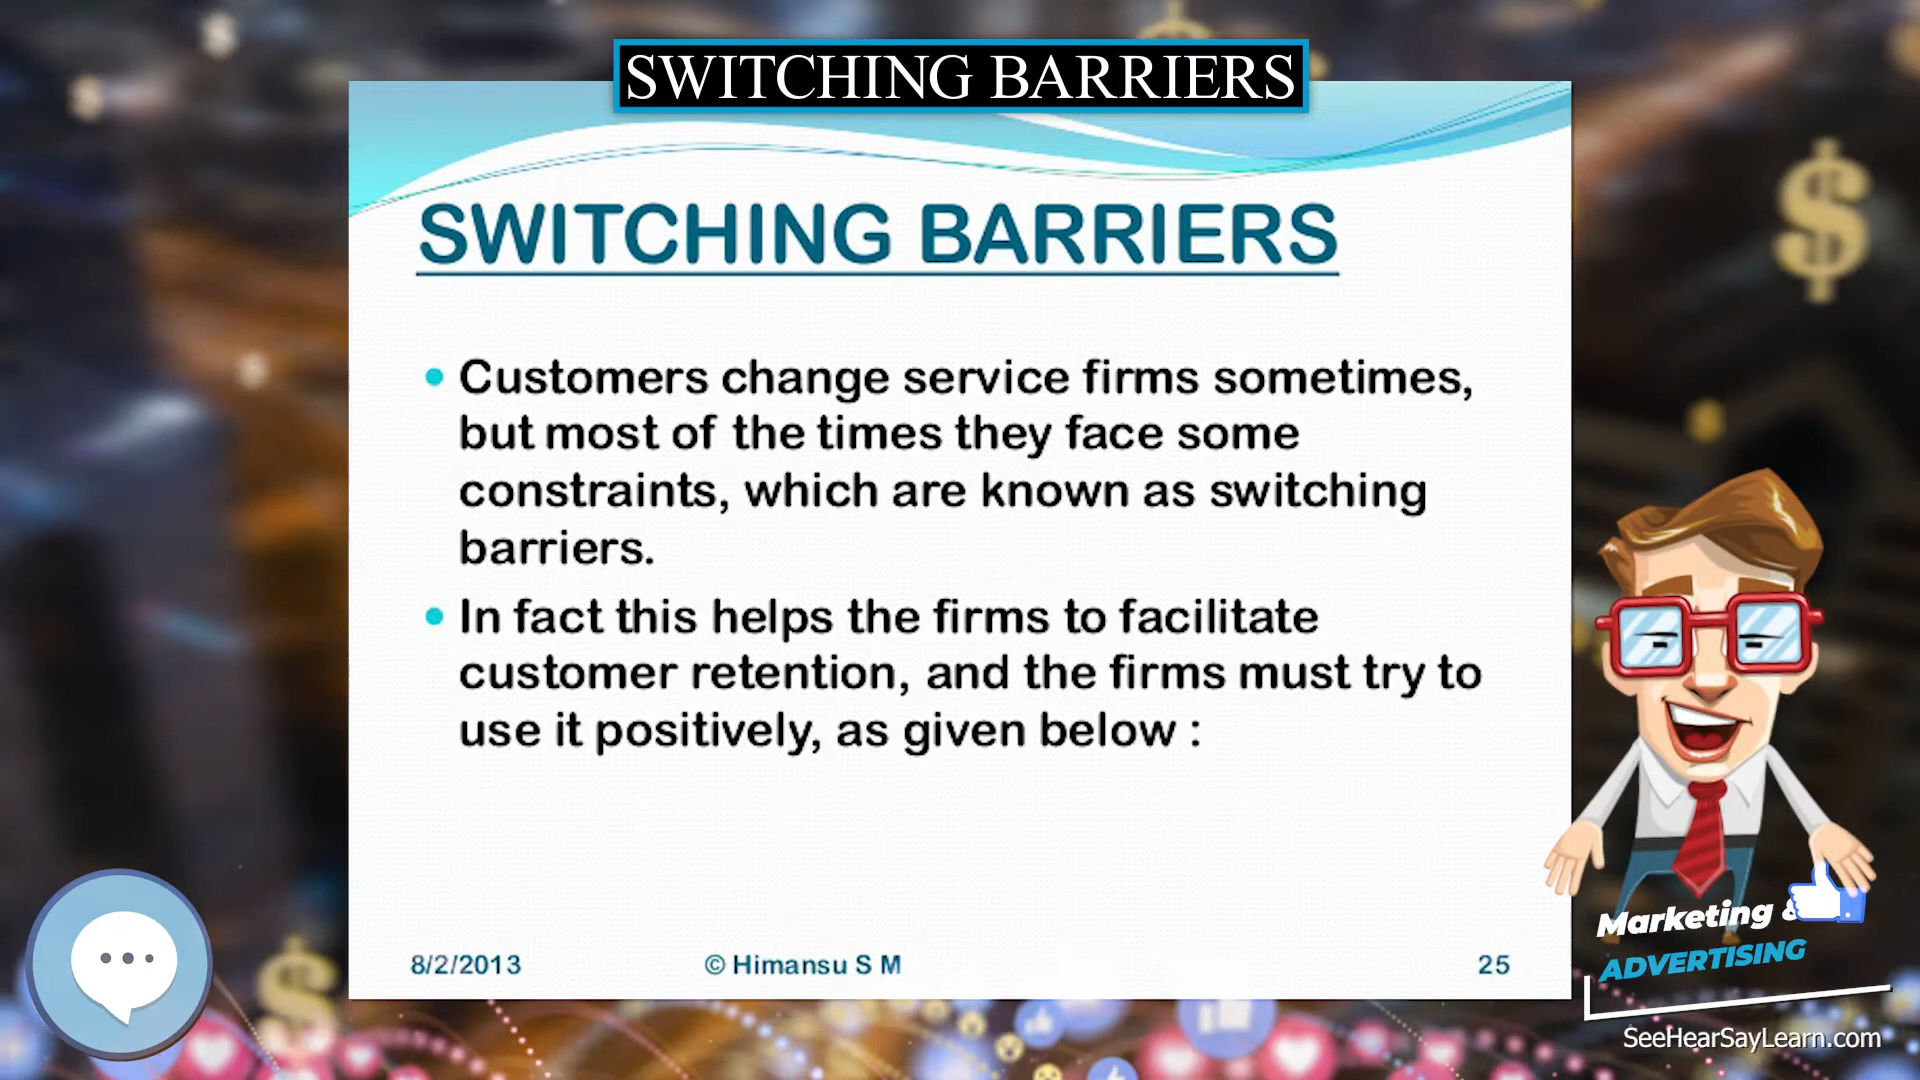 SWITCHING BARRIERS
SWITCHING BARRIERS
• Customers change service firms sometimes,
but most of the times they face some
constraints, which are known as switching
barriers.
• In fact this helps the firms to facilitate
customer retention, and the firms must try to
use it positively, as given below :
8/2/2013
© Himansu S M
25
Marketing &
ADVERTISING
SeeHearSayLearn.com